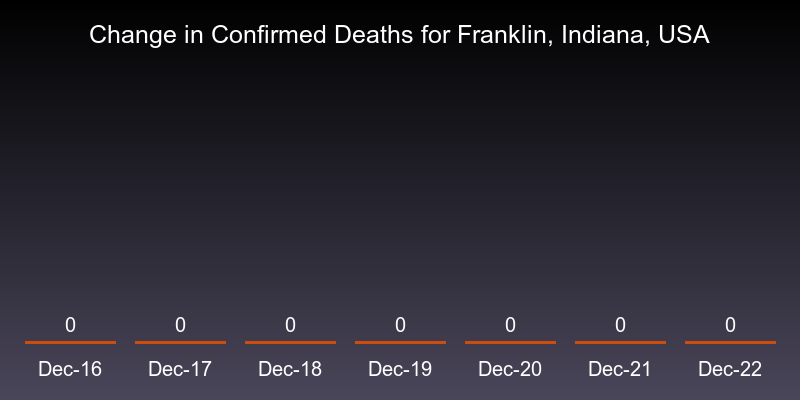 Change in Confirmed Deaths for Franklin, Indiana, USA
0 0 0 0 0 0 0
Dec-16 Dec-17 Dec-18 Dec-19 Dec-20 Dec-21 Dec-22